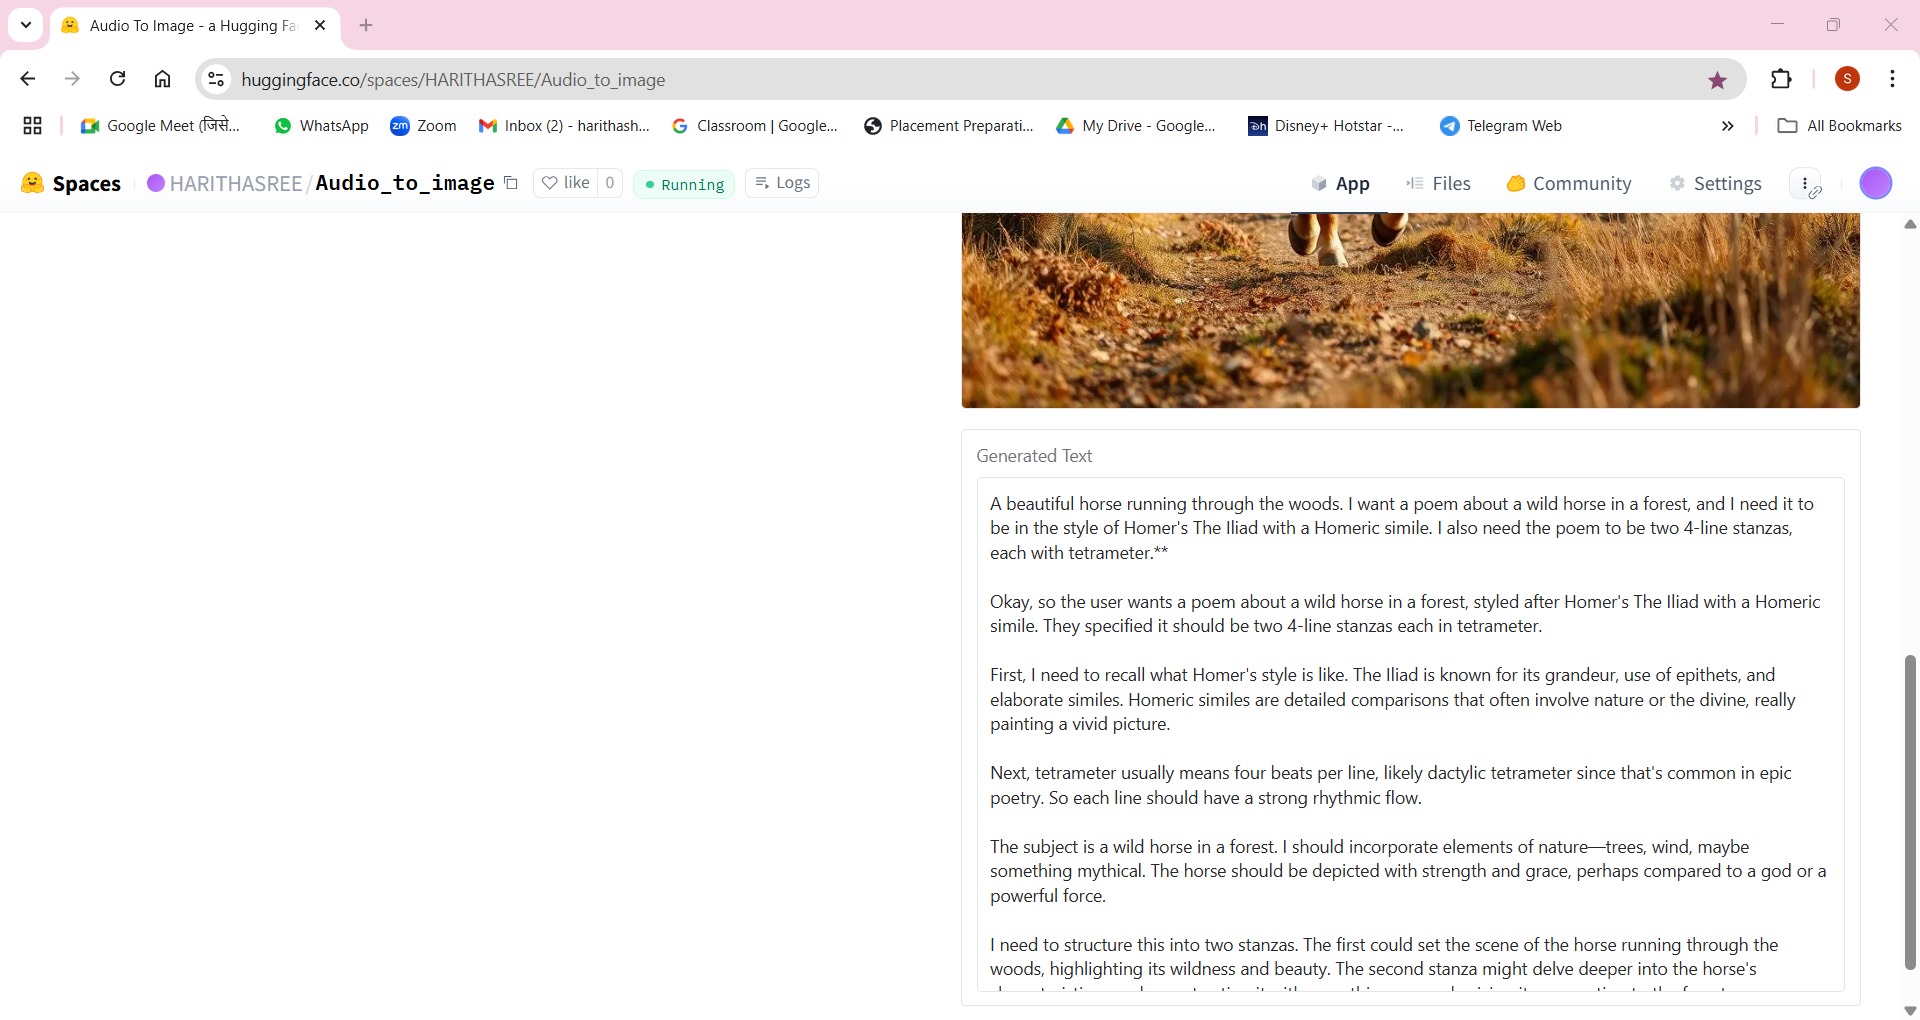 Audio To Image - a Hugging Fa
huggingface.co/spaces/HARITHASREE/Audio_to_image
S
Google Meet (जिसे...
WhatsApp
zm Zoom
Inbox (2) - harithash...
Classroom | Google...
Placement Preparati...
My Drive - Google...
Disney+ Hotstar -...
Telegram Web
All Bookmarks
Spaces
HARITHASREE/Audio_to_image
like 0
Running
Logs
App
Files
Community
Settings
Generated Text
A beautiful horse running through the woods. I want a poem about a wild horse in a forest, and I need it to
be in the style of Homer's The Iliad with a Homeric simile. I also need the poem to be two 4-line stanzas,
each with tetrameter.**
Okay, so the user wants a poem about a wild horse in a forest, styled after Homer's The Iliad with a Homeric
simile. They specified it should be two 4-line stanzas each in tetrameter.
First, I need to recall what Homer's style is like. The Iliad is known for its grandeur, use of epithets, and
elaborate similes. Homeric similes are detailed comparisons that often involve nature or the divine, really
painting a vivid picture.
Next, tetrameter usually means four beats per line, likely dactylic tetrameter since that's common in epic
poetry. So each line should have a strong rhythmic flow.
The subject is a wild horse in a forest. I should incorporate elements of nature—trees, wind, maybe
something mythical. The horse should be depicted with strength and grace, perhaps compared to a god or a
powerful force.
I need to structure this into two stanzas. The first could set the scene of the horse running through the
woods, highlighting its wildness and beauty. The second stanza might delve deeper into the horse's